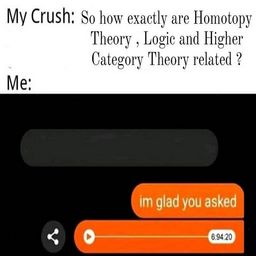 My Crush: So how exactly are Homotopy
Theory , Logic and Higher
Category Theory related ?
Me:
im glad you asked
6:94:20